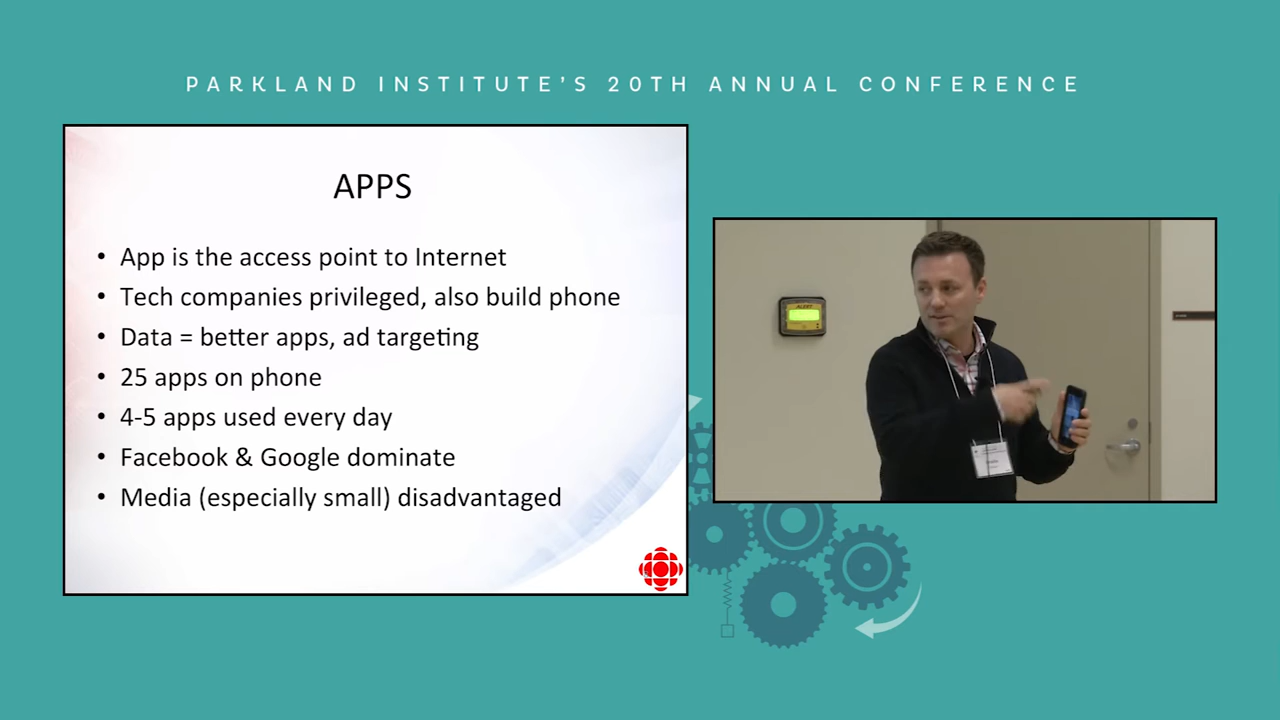 PARKLAND INSTITUTE'S 20TH ANNUAL CONFERENCE
APPS
• App is the access point to Internet
• Tech companies privileged, also build phone
• Data = better apps, ad targeting
• 25 apps on phone
• 4-5 apps used every day
• Facebook & Google dominate
• Media (especially small) disadvantaged